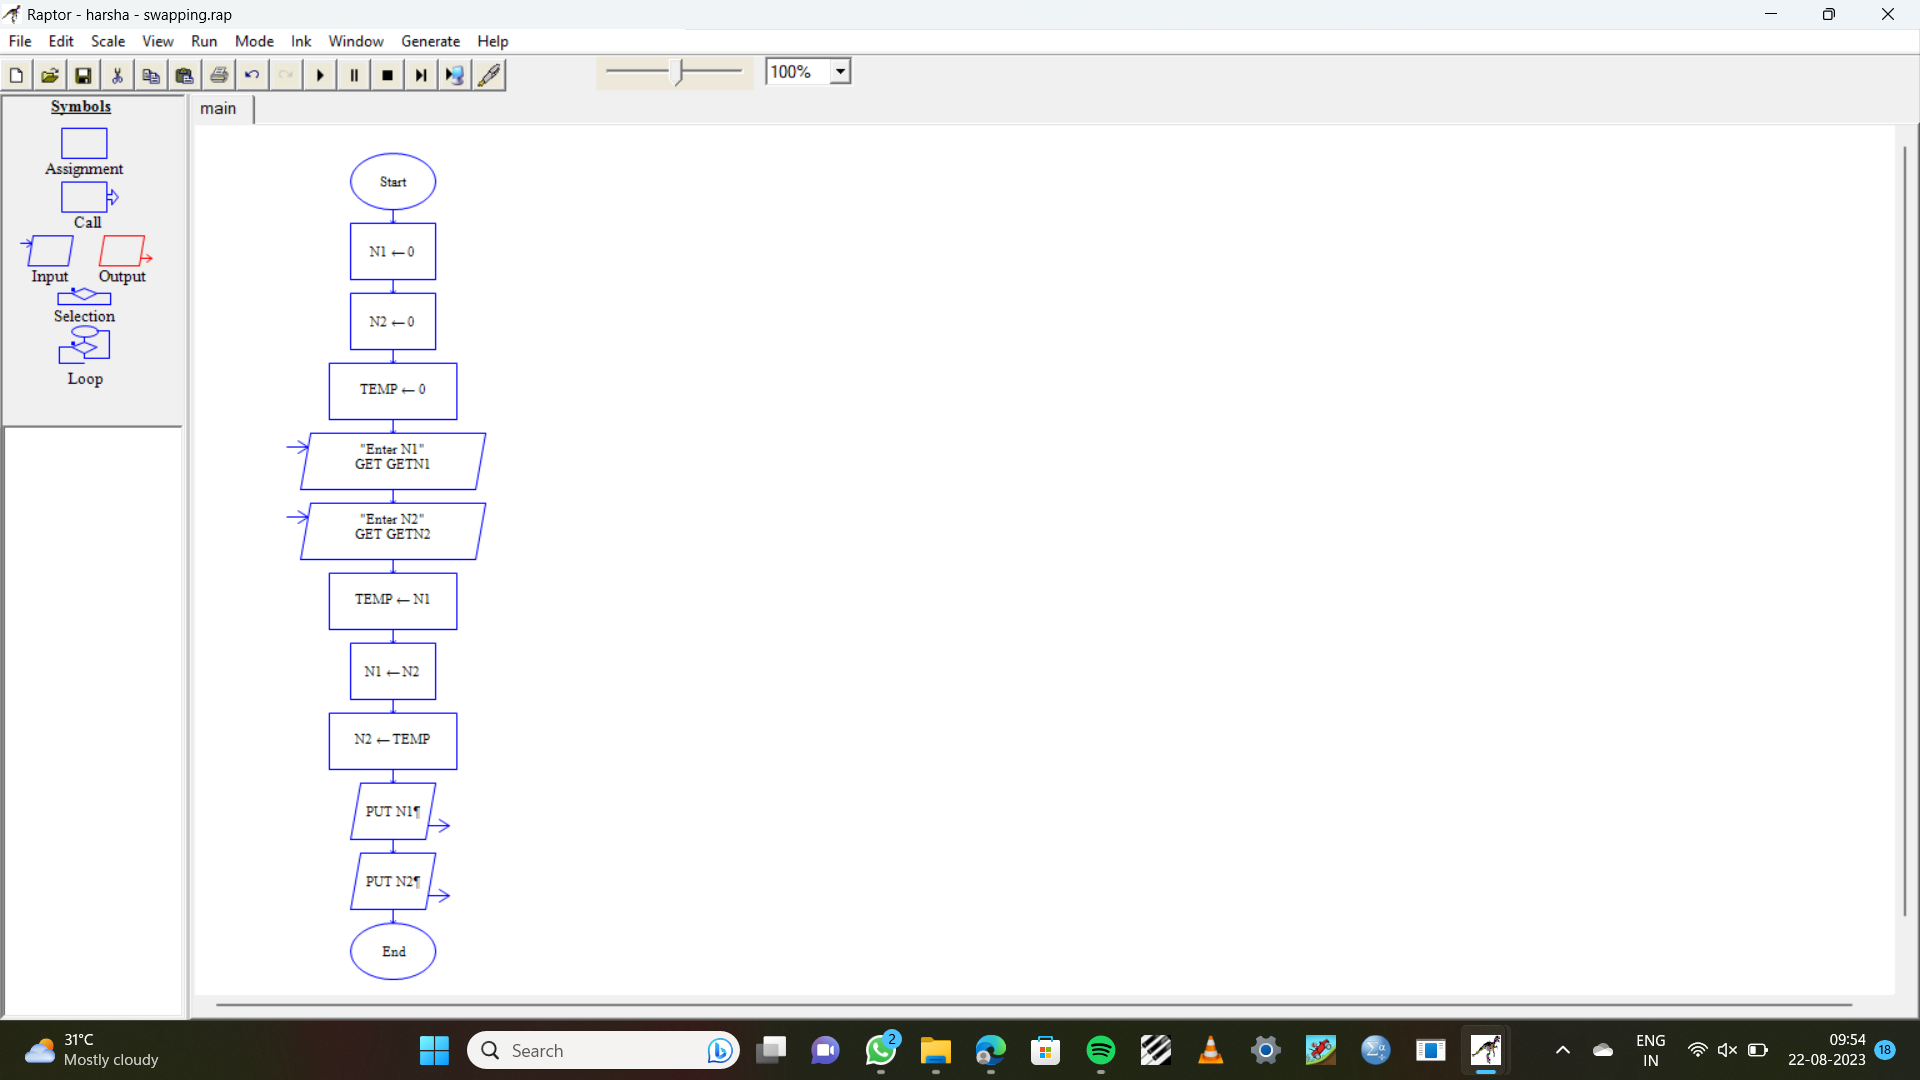 Raptor - harsha - swapping.rap
File Edit Scale View Run Mode Ink Window Generate Help
100%
Symbols
Assignment
Call
Input Output
Selection
Loop
main
Start
N1 ← 0
N2 ← 0
TEMP ← 0
"Enter N1"
GET GETN1
"Enter N2"
GET GETN2
TEMP ← N1
N1 ← N2
N2 ← TEMP
PUT N1¶
PUT N2¶
End
31°C
Mostly cloudy
Search
2
ENG
IN
09:54
22-08-2023
18